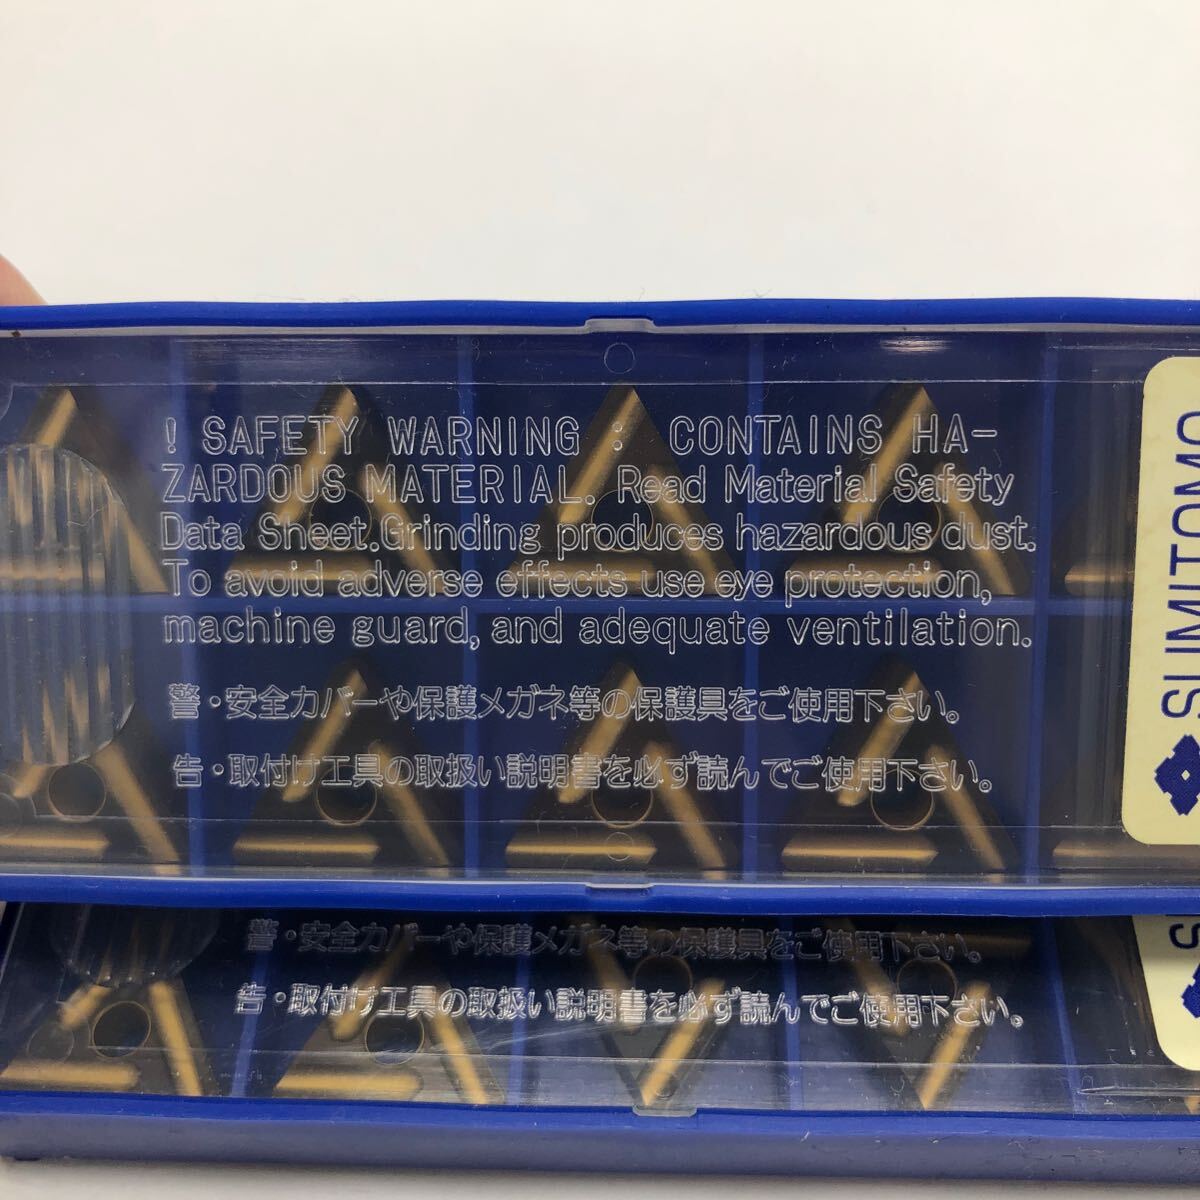 ! SAFETY WARNING : CONTAINS HA-
ZARDOUS MATERIAL. Read Material Safety
Data Sheet.Grinding produces hazardous dust.
To avoid adverse effects use eye protection,
machine guard, and adequate ventilation.
警・安全カバーや保護メガネ等の保護具をご使用下さい。
告・取付け工具の取扱い説明書を必ず読んでご使用下さい。
SUMITOMO
警・安全カバーや保護メガネ等の保護具をご使用下さい。
告・取付け工具の取扱い説明書を必ず読んでご使用下さい。